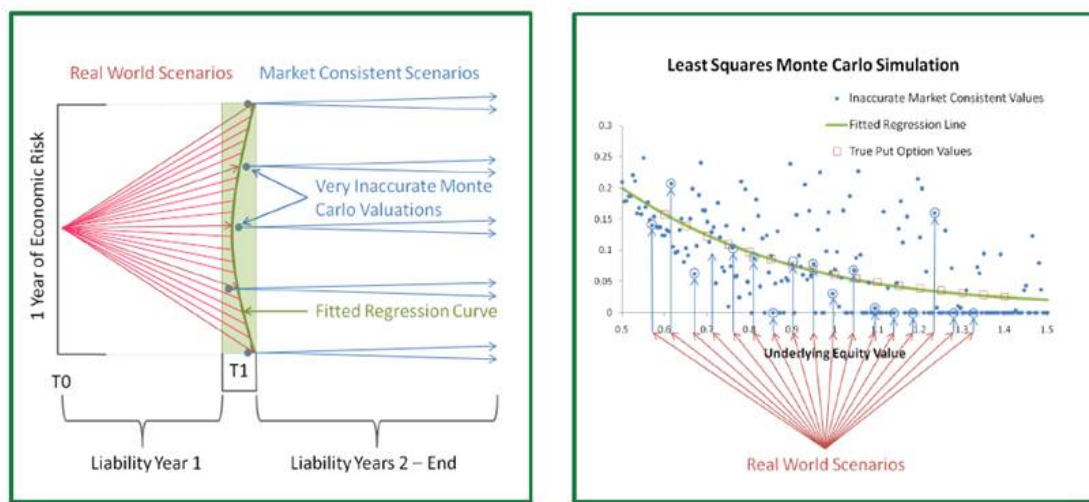 Real World Scenarios
Market Consistent Scenarios
1 Year of Economic Risk
Very Inaccurate Monte
Carlo Valuations
Fitted Regression Curve
T0
T1
Liability Year 1
Liability Years 2 – End
Least Squares Monte Carlo Simulation
Inaccurate Market Consistent Values
Fitted Regression Line
True Put Option Values
0.3
0.25
0.2
0.15
0.1
0.05
0
0.5 0.6 0.7 0.8 0.9 1 1.1 1.2 1.3 1.4 1.5
Underlying Equity Value
Real World Scenarios